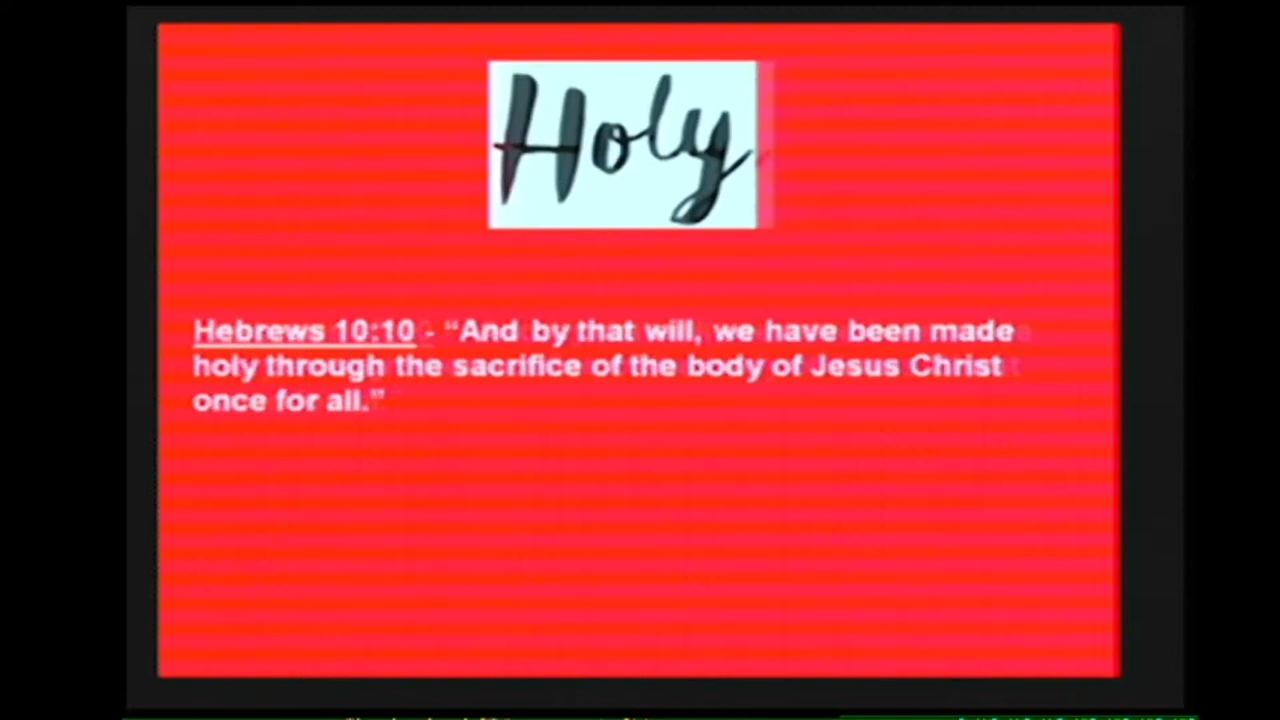 Holy
Hebrews 10:10 - “And by that will, we have been made
holy through the sacrifice of the body of Jesus Christ
once for all.”